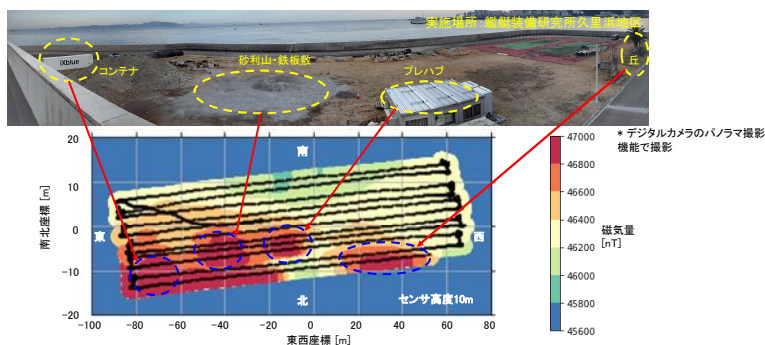 実施場所:艦艇装備研究所久里浜地区
iXblue
コンテナ
砂利山・鉄板敷
プレハブ
丘
* デジタルカメラのパノラマ撮影
機能で撮影
南北座標 [m]
20
10
0
−10
−20
南
東
西
北
センサ高度10m
−100 −80 −60 −40 −20 0 20 40 60 80
東西座標 [m]
47000
46800
46600
46400
46200
46000
45800
45600
磁気量
[nT]